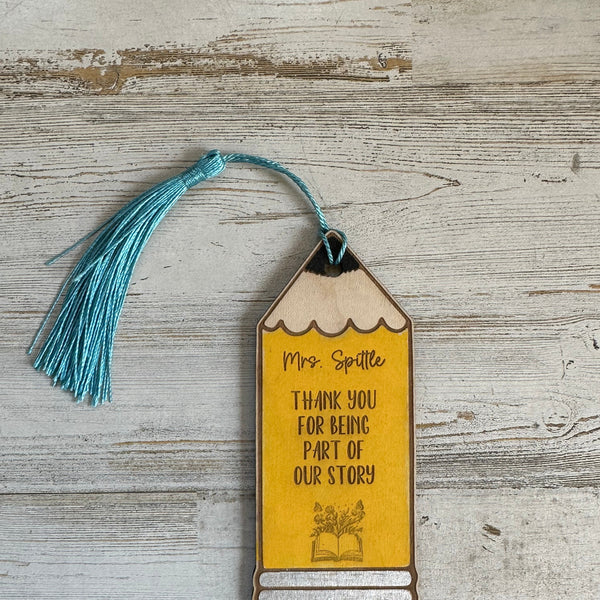 Mrs. Spittle
THANK YOU
FOR BEING
PART OF
OUR STORY